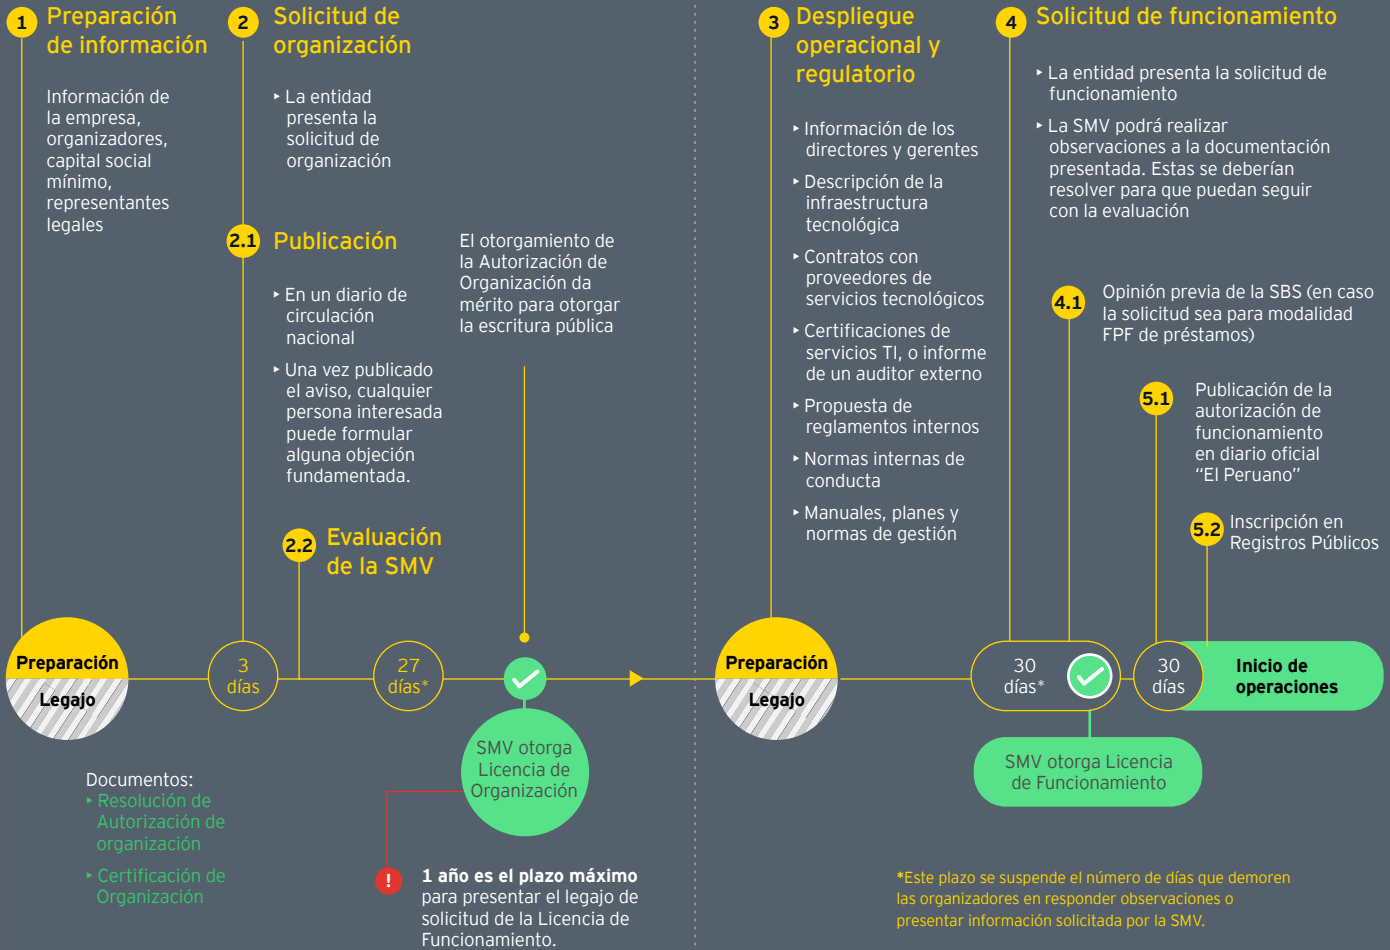 1
Preparación
de información
Información de
la empresa,
organizadores,
capital social
mínimo,
representantes
legales
2
Solicitud de
organización
‣ La entidad
presenta la
solicitud de
organización
2.1
Publicación
‣ En un diario de
circulación
nacional
‣ Una vez publicado
el aviso, cualquier
persona interesada
puede formular
alguna objeción
fundamentada.
2.2
Evaluación
de la SMV
El otorgamiento de
la Autorización de
Organización da
mérito para otorgar
la escritura pública
3
Despliegue
operacional y
regulatorio
‣ Información de los
directores y gerentes
‣ Descripción de la
infraestructura
tecnológica
‣ Contratos con
proveedores de
servicios tecnológicos
‣ Certificaciones de
servicios TI, o informe
de un auditor externo
‣ Propuesta de
reglamentos internos
‣ Normas internas de
conducta
‣ Manuales, planes y
normas de gestión
4
Solicitud de funcionamiento
‣ La entidad presenta la solicitud de
funcionamiento
‣ La SMV podrá realizar
observaciones a la documentación
presentada. Estas se deberían
resolver para que puedan seguir
con la evaluación
4.1
Opinión previa de la SBS (en caso
la solicitud sea para modalidad
FPF de préstamos)
5.1
Publicación de la
autorización de
funcionamiento
en diario oficial
“El Peruano”
5.2
Inscripción en
Registros Públicos
Preparación
Legajo
3
días
27
días*
Preparación
Legajo
30
días*
30
días
Inicio de
operaciones
SMV otorga
Licencia de
Organización
SMV otorga Licencia
de Funcionamiento
Documentos:
‣ Resolución de
Autorización de
organización
‣ Certificación de
Organización
!
1 año es el plazo máximo
para presentar el legajo de
solicitud de la Licencia de
Funcionamiento.
*Este plazo se suspende el número de días que demoren
las organizadores en responder observaciones o
presentar información solicitada por la SMV.